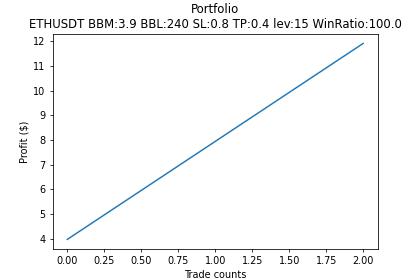 Portfolio
ETHUSDT BBM:3.9 BBL:240 SL:0.8 TP:0.4 lev:15 WinRatio:100.0
12
11
10
9
8
7
6
5
4
Profit ($)
0.00 0.25 0.50 0.75 1.00 1.25 1.50 1.75 2.00
Trade counts